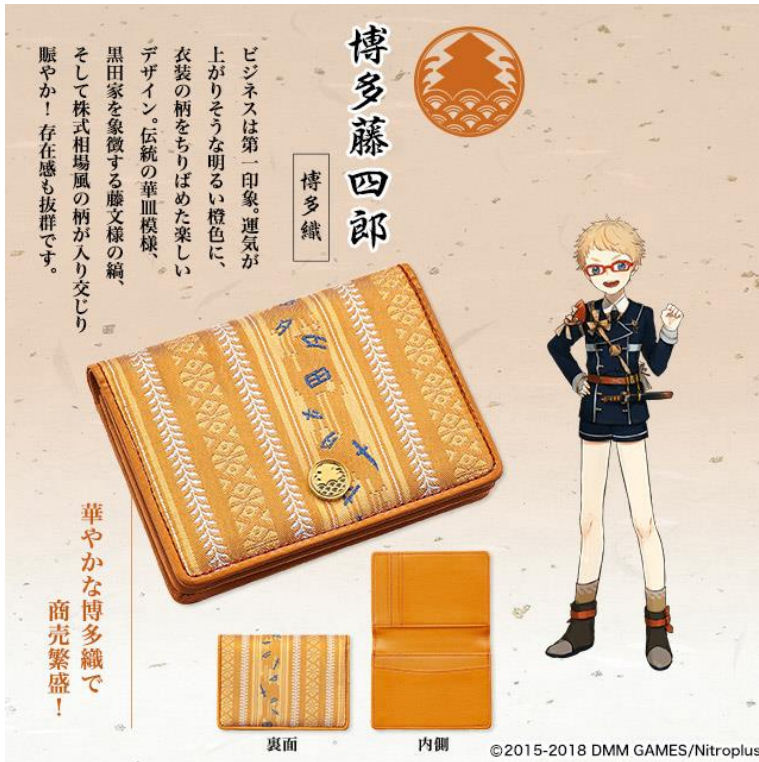 博多藤四郎
博多織
ビジネスは第一印象。運気が
上がりそうな明るい橙色に、
衣装の柄をちりばめた楽しい
デザイン。伝統の華皿模様、
黒田家を象徴する藤文様の縞、
そして株式相場風の柄が入り交じり
賑やか！存在感も抜群です。
華やかな博多織で
商売繁盛！
裏面
内側
©2015-2018 DMM GAMES/Nitroplus